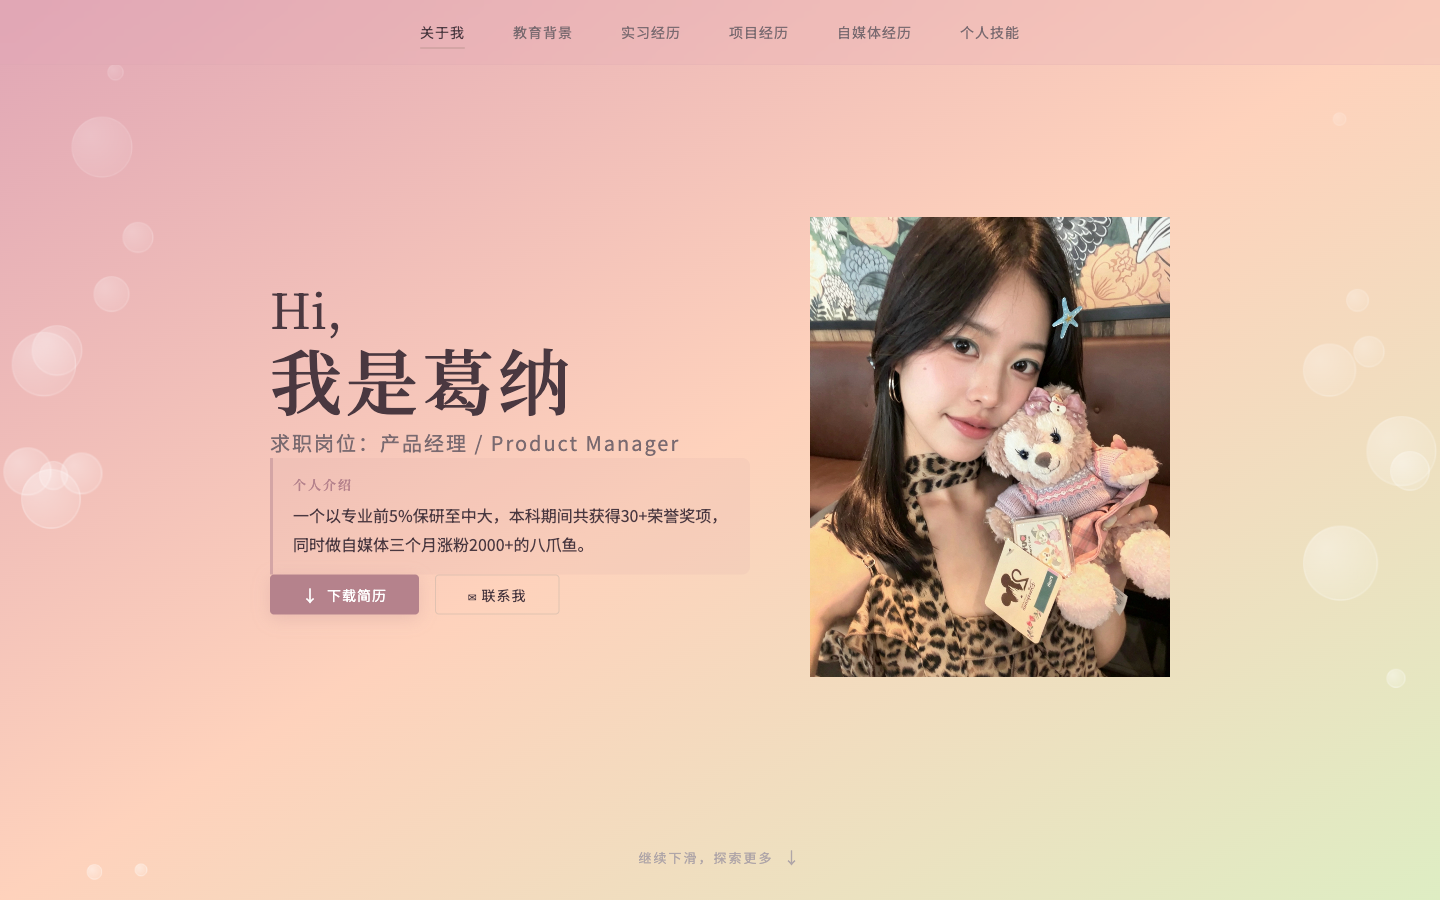 关于我
教育背景
实习经历
项目经历
自媒体经历
个人技能
Hi,
我是葛纳
求职岗位：产品经理 / Product Manager
个人介绍
一个以专业前5%保研至中大，本科期间共获得30+荣誉奖项，
同时做自媒体三个月涨粉2000+的八爪鱼。
↓ 下载简历
✉ 联系我
继续下滑，探索更多 ↓